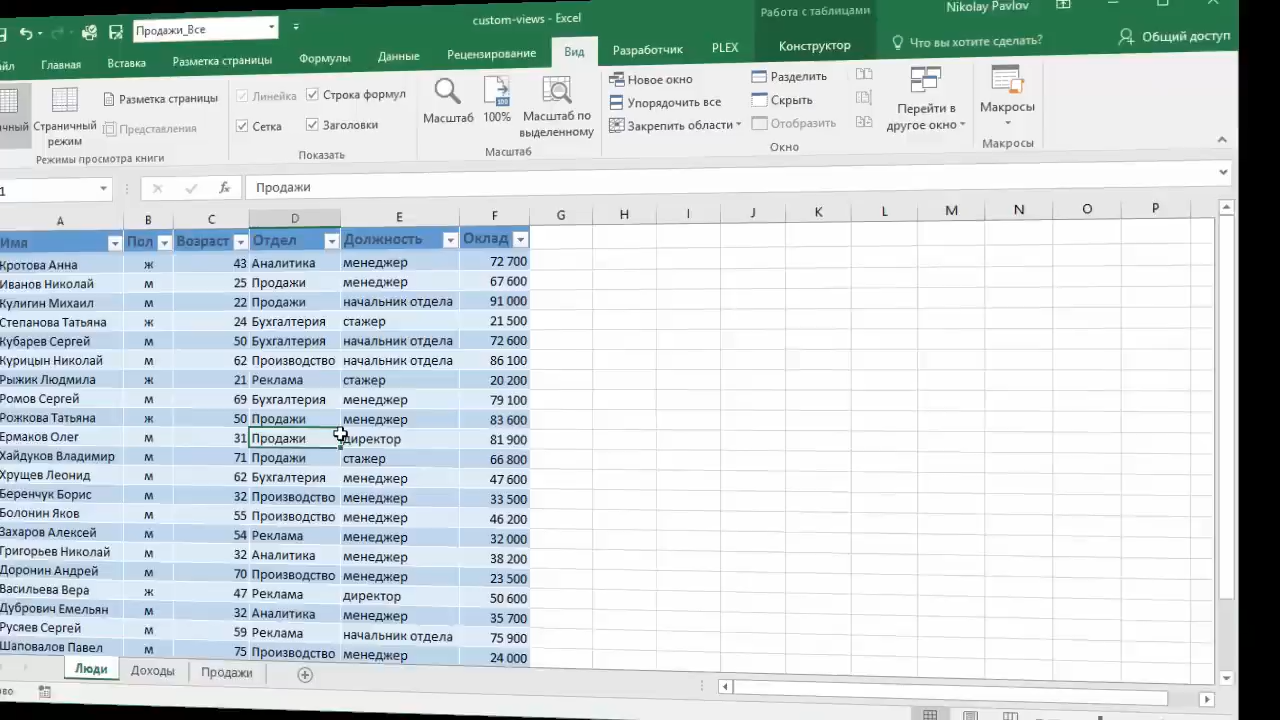 Продажи_Все
custom-views - Excel
Работа с таблицами
Nikolay Pavlov
Главная
Вставка
Разметка страницы
Формулы
Данные
Рецензирование
Вид
Разработчик
PLEX
Конструктор
Что вы хотите сделать?
Общий доступ
Страничный режим
Разметка страницы
Представления
Режимы просмотра книги
Линейка
Строка формул
Сетка
Заголовки
Показать
Масштаб
100%
Масштаб по выделенному
Масштаб
Новое окно
Упорядочить все
Закрепить области
Разделить
Скрыть
Отобразить
Перейти в другое окно
Окно
Макросы
Макросы
Продажи
A B C D E F G H I J K L M N O P
Имя Пол Возраст Отдел Должность Оклад
Кротова Анна ж 43 Аналитика менеджер 72 700
Иванов Николай м 25 Продажи менеджер 67 600
Кулигин Михаил м 22 Продажи начальник отдела 91 000
Степанова Татьяна ж 24 Бухгалтерия стажер 21 500
Кубарев Сергей м 50 Бухгалтерия начальник отдела 72 600
Курицын Николай м 62 Производство начальник отдела 86 100
Рыжик Людмила ж 21 Реклама стажер 20 200
Ромов Сергей м 69 Бухгалтерия менеджер 79 100
Рожкова Татьяна ж 50 Продажи менеджер 83 600
Ермаков Олег м 31 Продажи директор 81 900
Хайдуков Владимир м 71 Продажи стажер 66 800
Хрущев Леонид м 62 Бухгалтерия менеджер 47 600
Беренчук Борис м 32 Производство менеджер 33 500
Болонин Яков м 55 Производство менеджер 46 200
Захаров Алексей м 54 Реклама менеджер 32 000
Григорьев Николай м 32 Аналитика менеджер 38 200
Доронин Андрей м 70 Производство менеджер 23 500
Васильева Вера ж 47 Реклама директор 50 600
Дубрович Емельян м 32 Аналитика менеджер 35 700
Русяев Сергей м 59 Реклама начальник отдела 75 900
Шаповалов Павел м 75 Производство менеджер 24 000
Люди Доходы Продажи